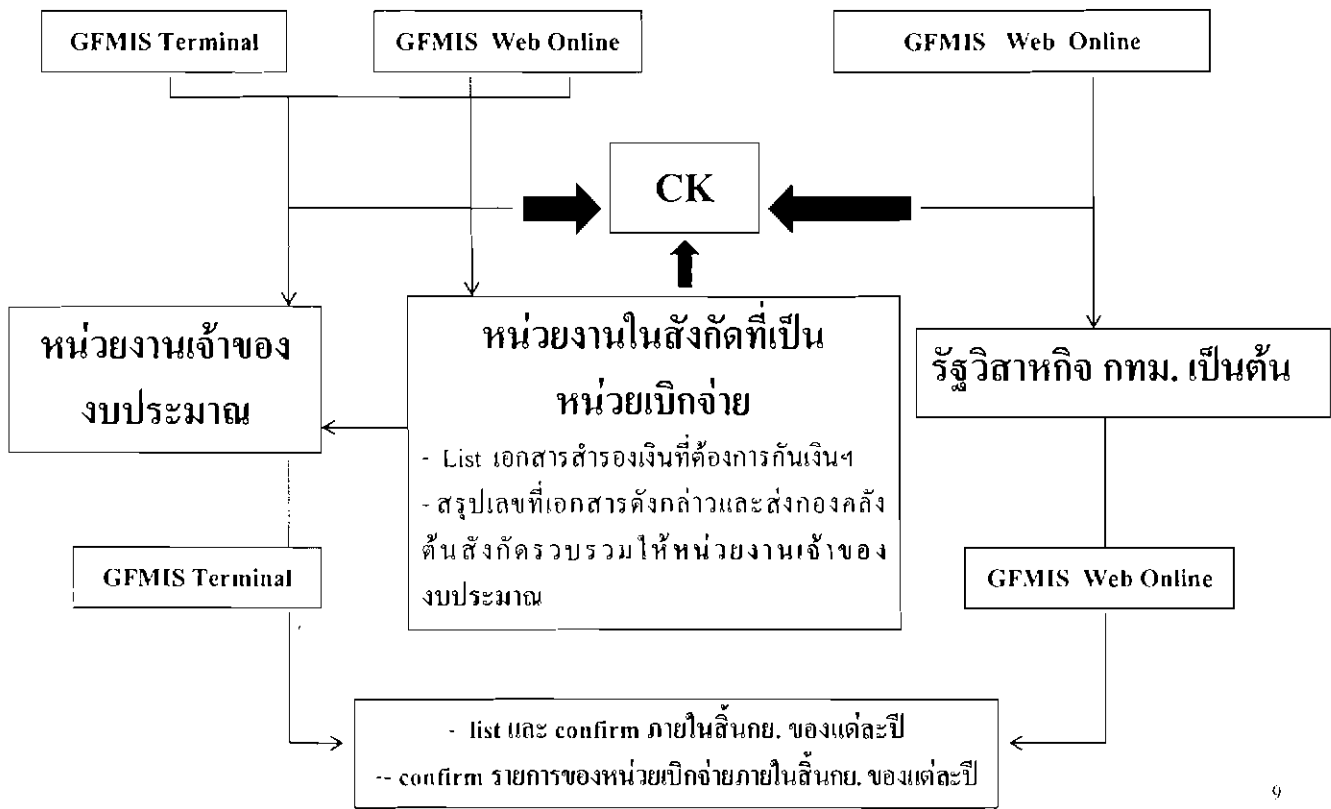 GFMIS Terminal
GFMIS Web Online
GFMIS Web Online
CK
หน่วยงานเจ้าของ
งบประมาณ
หน่วยงานในสังกัดที่เป็น
หน่วยเบิกจ่าย
- List เอกสารสำรองเงินที่ต้องการกันเงินฯ
- สรุปเลขที่เอกสารดังกล่าวและส่งกองคลัง
ต้นสังกัดรวบรวมให้หน่วยงานเจ้าของ
งบประมาณ
รัฐวิสาหกิจ กทม. เป็นต้น
GFMIS Terminal
GFMIS Web Online
- list และ confirm ภายในสิ้นกย. ของแต่ละปี
-- confirm รายการของหน่วยเบิกจ่ายภายในสิ้นกย. ของแต่ละปี
9